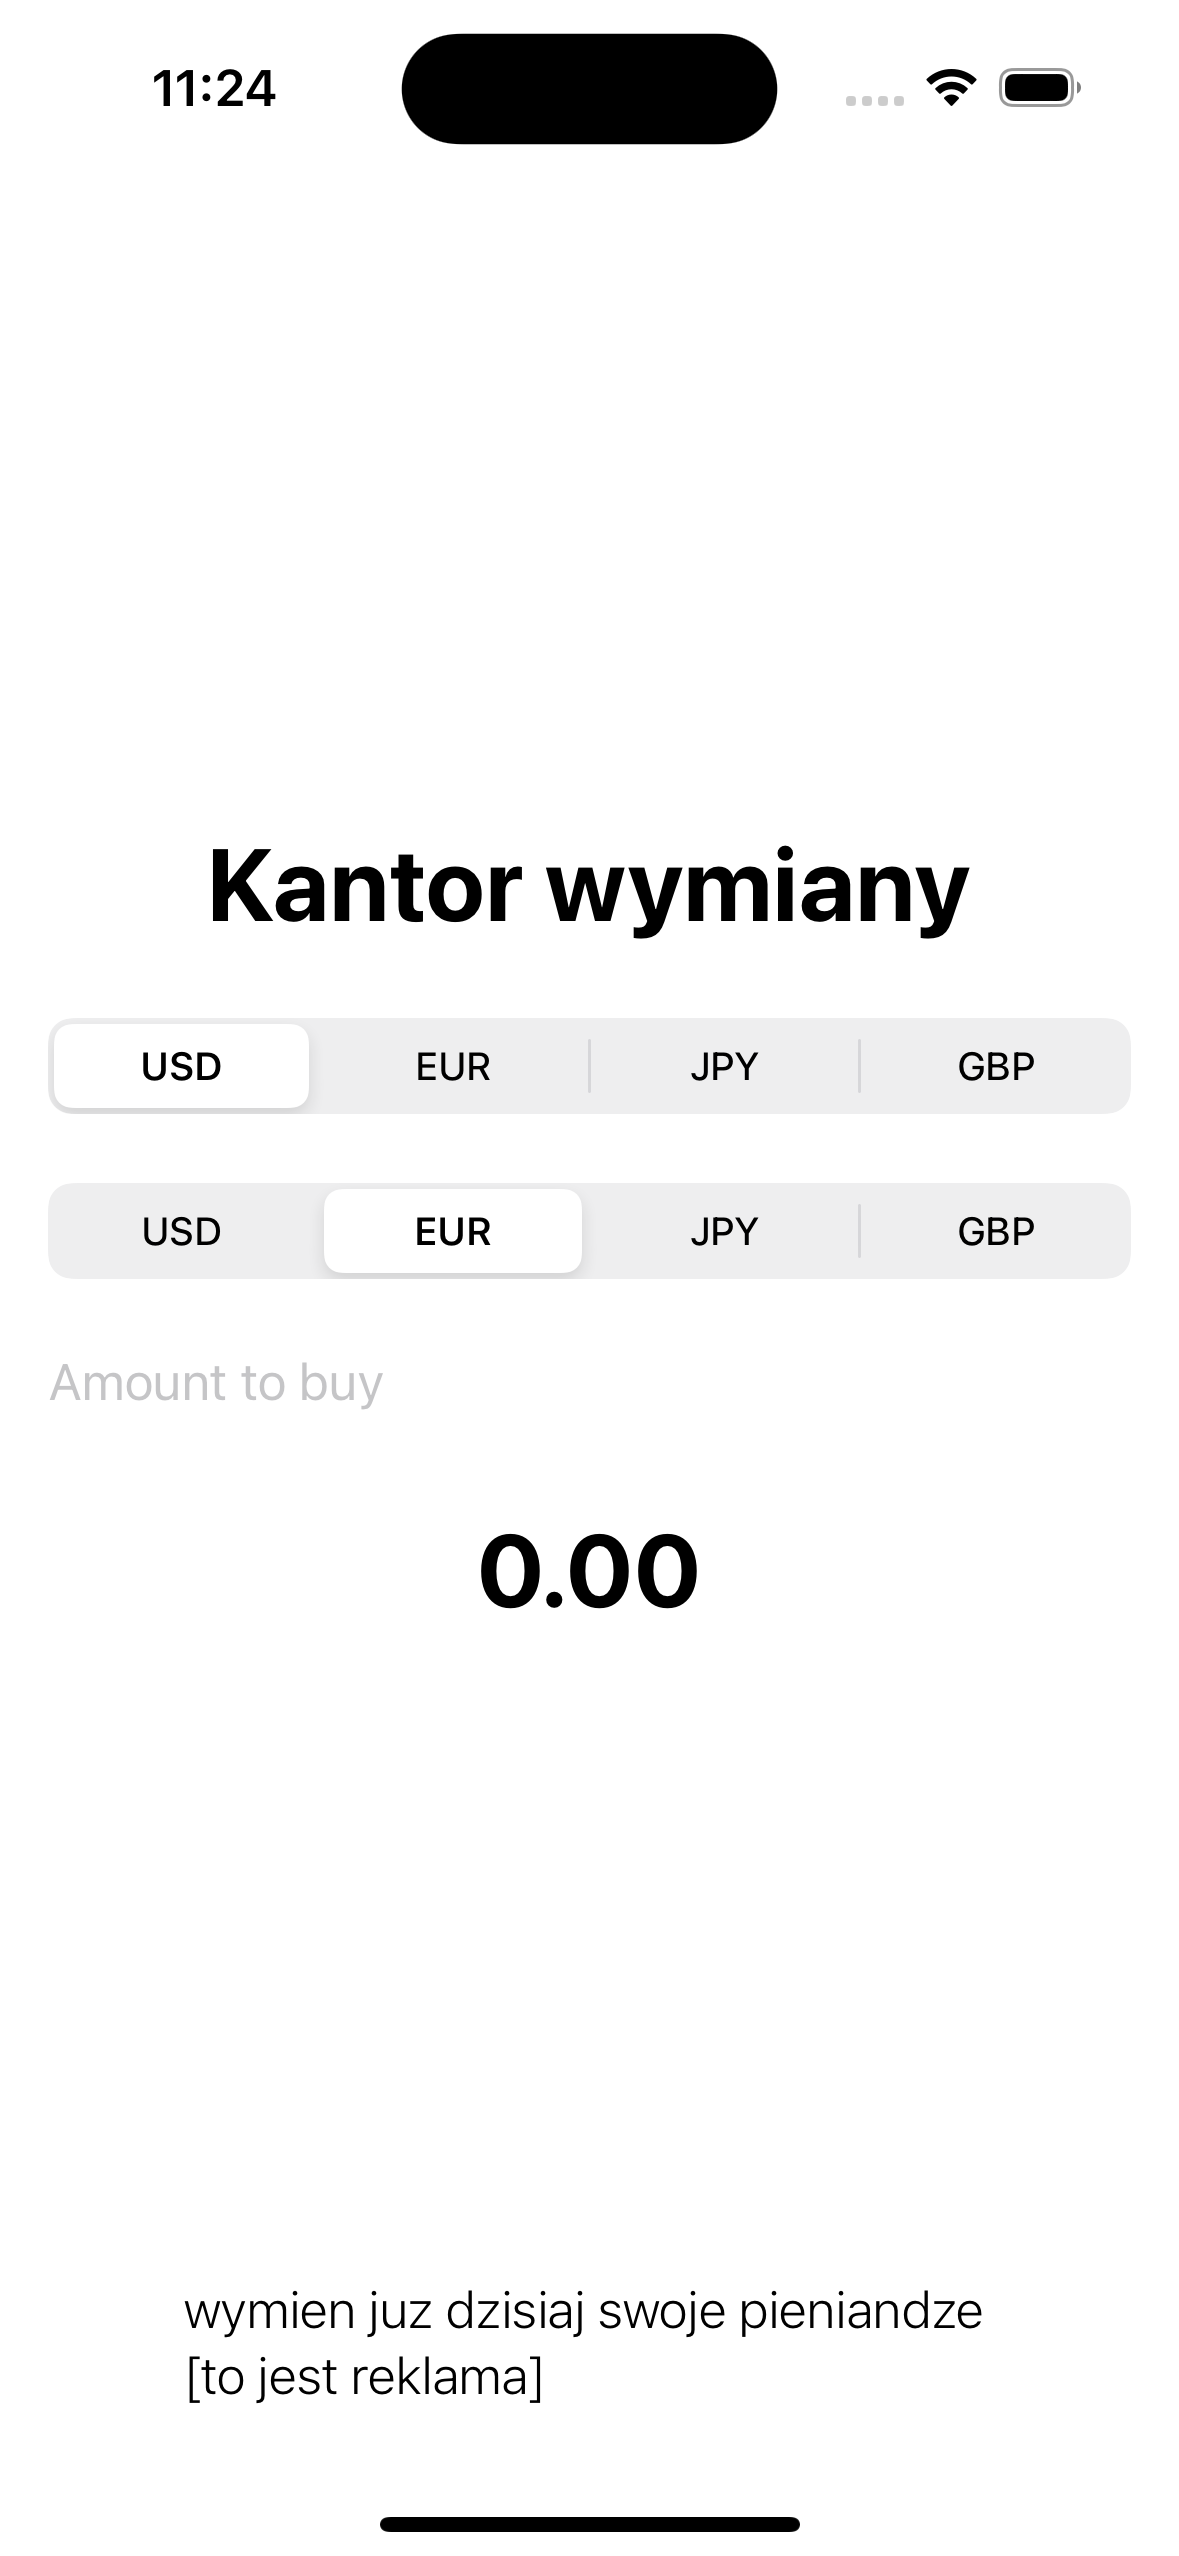 11:24
Kantor wymiany
USD EUR JPY GBP
USD EUR JPY GBP
Amount to buy
0.00
wymien juz dzisiaj swoje pieniandze
[to jest reklama]